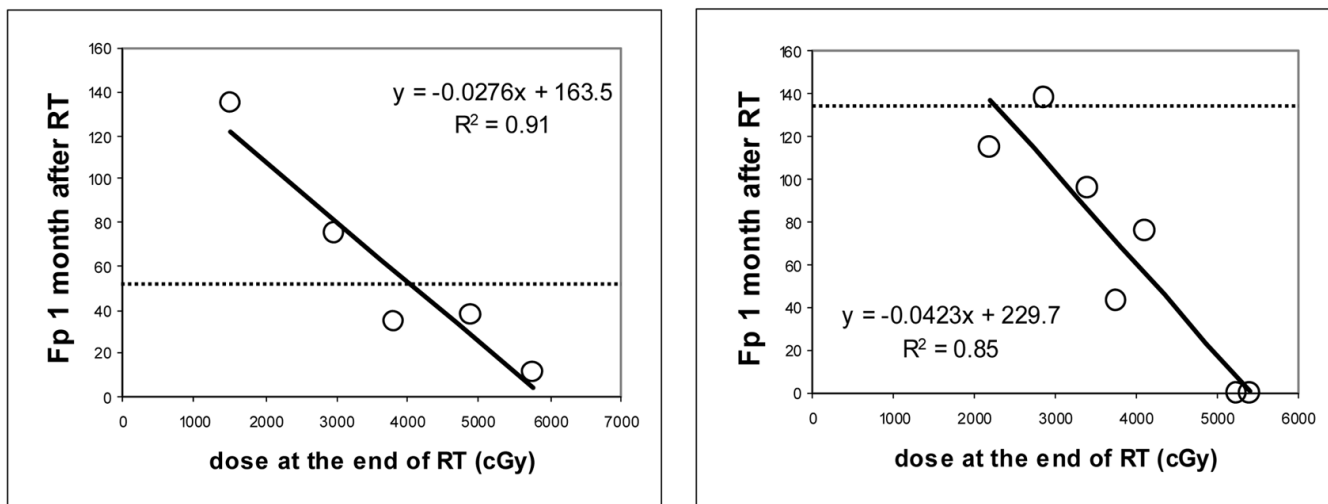 Fp 1 month after RT
160
140
120
100
80
60
40
20
0
y = -0.0276x + 163.5
R² = 0.91
0 1000 2000 3000 4000 5000 6000 7000
dose at the end of RT (cGy)
Fp 1 month after RT
160
140
120
100
80
60
40
20
0
y = -0.0423x + 229.7
R² = 0.85
0 1000 2000 3000 4000 5000 6000
dose at the end of RT (cGy)